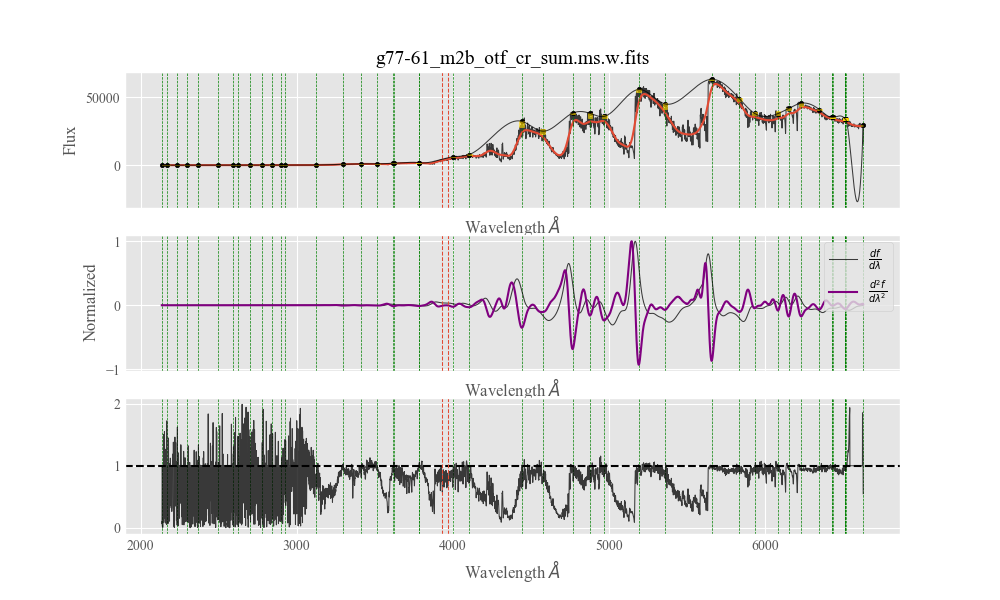 g77-61_m2b_otf_cr_sum.ms.w.fits
50000
0
Flux
Wavelength Å
1
0
−1
Normalized
df/dλ
d²f/dλ²
Wavelength Å
2
1
0
2000 3000 4000 5000 6000
Wavelength Å